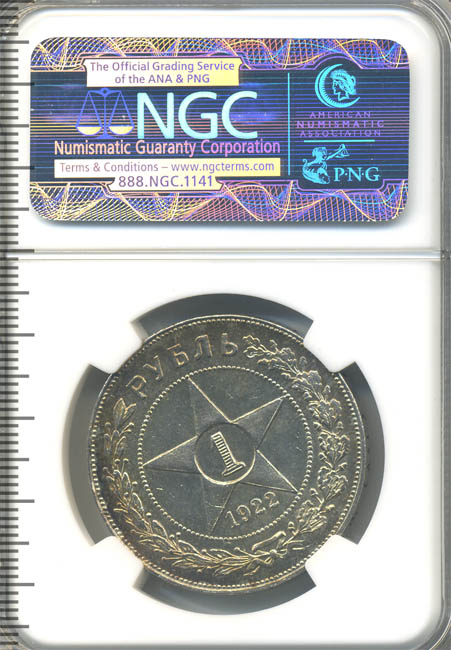 The Official Grading Service
of the ANA & PNG
NGC
Numismatic Guaranty Corporation
Terms & Conditions – www.ngcterms.com
888.NGC.1141
AMERICAN
NUMISMATIC
ASSOCIATION
P·N·G
РУБЛЬ
1
1922